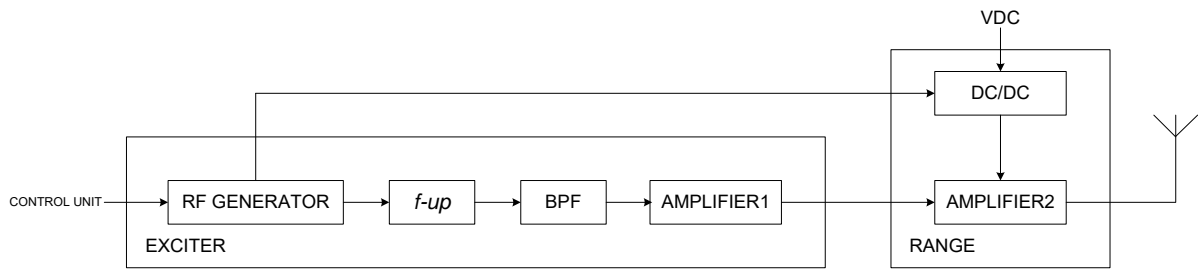 VDC
DC/DC
CONTROL UNIT
RF GENERATOR
f-up
BPF
AMPLIFIER1
AMPLIFIER2
EXCITER
RANGE